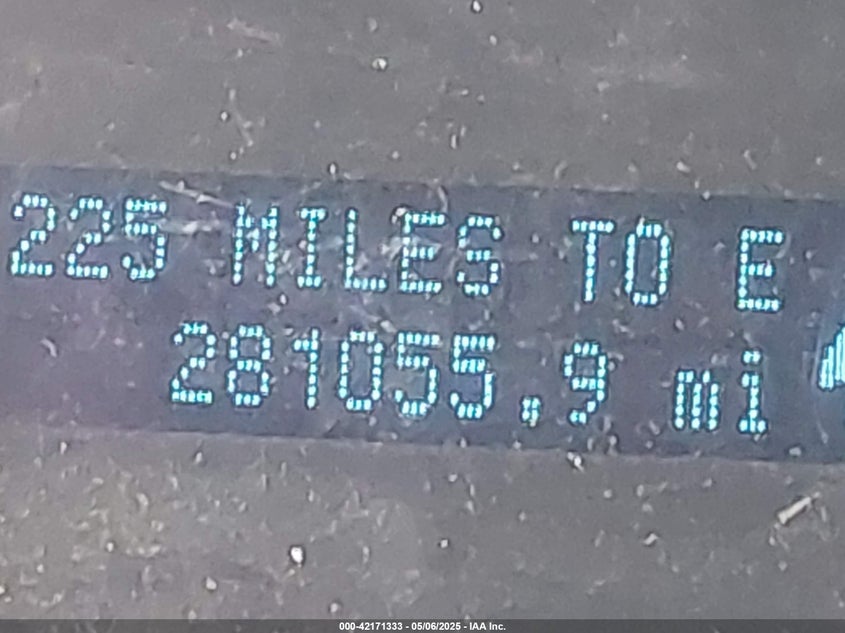 225 MILES TO E
281055.9 mi
000-42171333 - 05/06/2025 - IAA Inc.